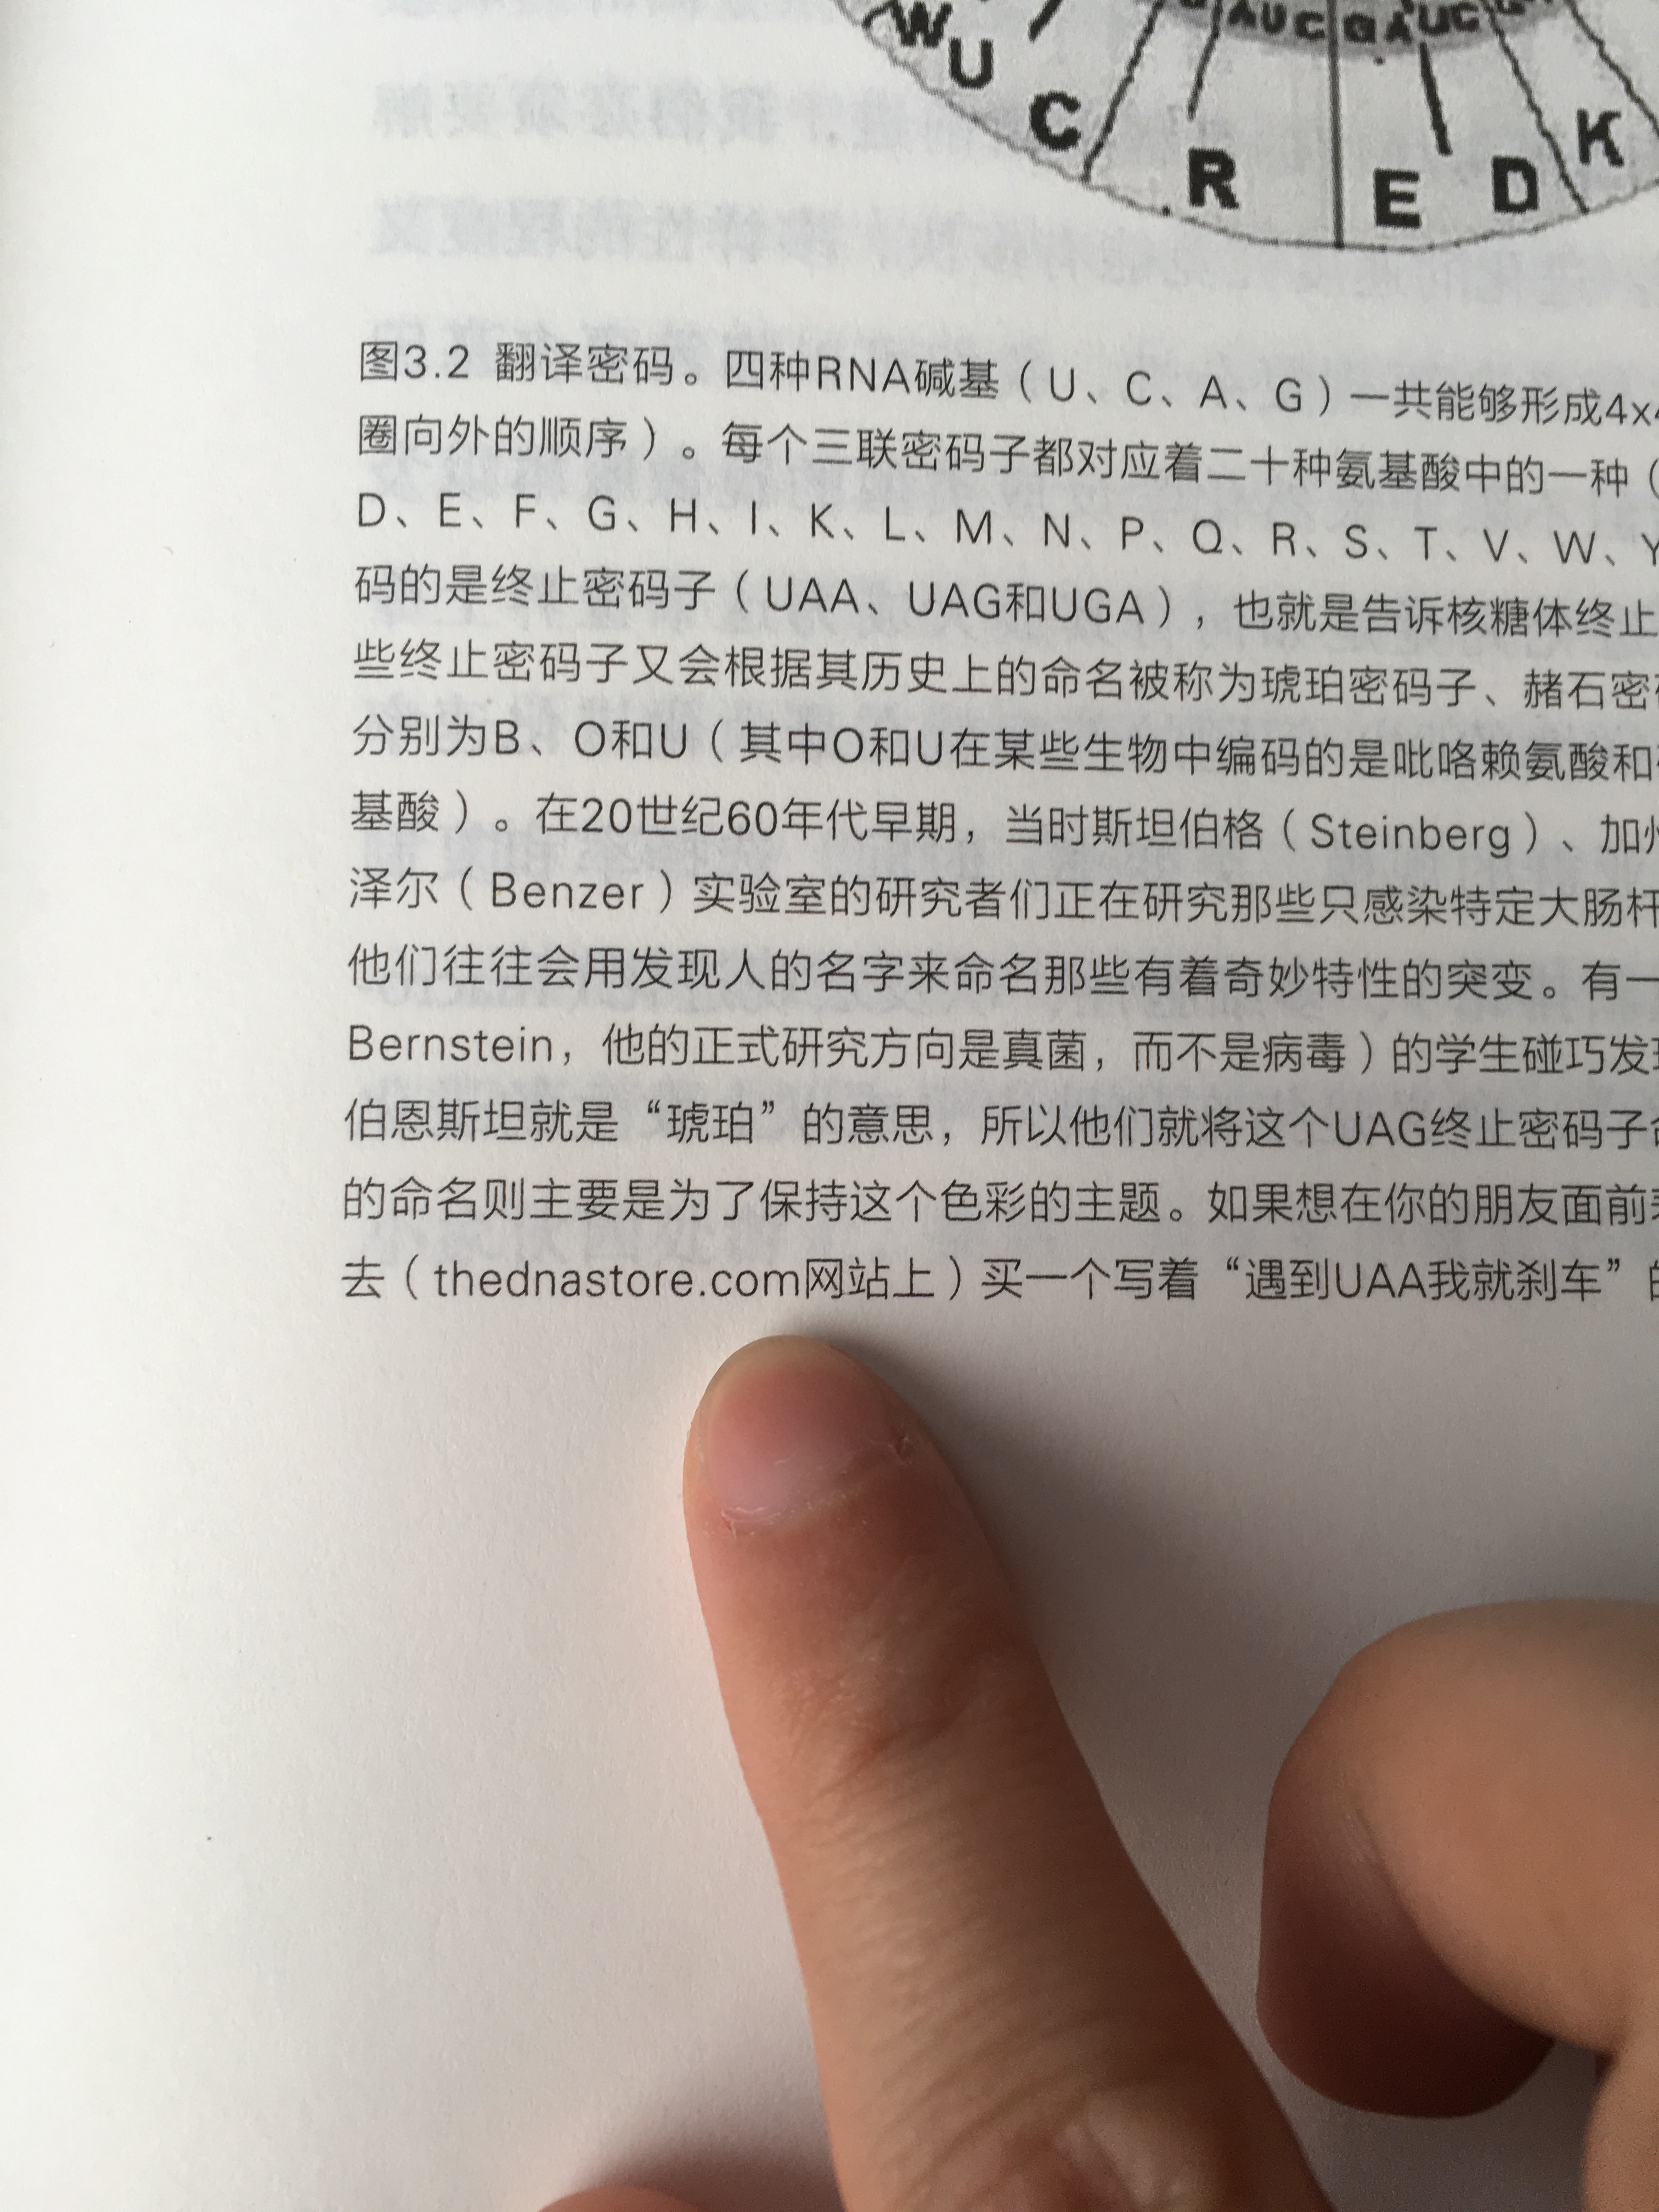 AUCGAUCG
W
U
C
R
E
D
K
图3.2 翻译密码。四种RNA碱基（U、C、A、G）一共能够形成4x
圈向外的顺序）。每个三联密码子都对应着二十种氨基酸中的一种（
D、E、F、G、H、I、K、L、M、N、P、Q、R、S、T、V、W、Y
码的是终止密码子（UAA、UAG和UGA），也就是告诉核糖体终止
些终止密码子又会根据其历史上的命名被称为琥珀密码子、赭石密
分别为B、O和U（其中O和U在某些生物中编码的是吡咯赖氨酸和
基酸）。在20世纪60年代早期，当时斯坦伯格（Steinberg）、加
泽尔（Benzer）实验室的研究者们正在研究那些只感染特定大肠杆
他们往往会用发现人的名字来命名那些有着奇妙特性的突变。有一
Bernstein，他的正式研究方向是真菌，而不是病毒）的学生碰巧发
伯恩斯坦就是“琥珀”的意思，所以他们就将这个UAG终止密码子
的命名则主要是为了保持这个色彩的主题。如果想在你的朋友面前
去（thednastore.com网站上）买一个写着“遇到UAA我就刹车”